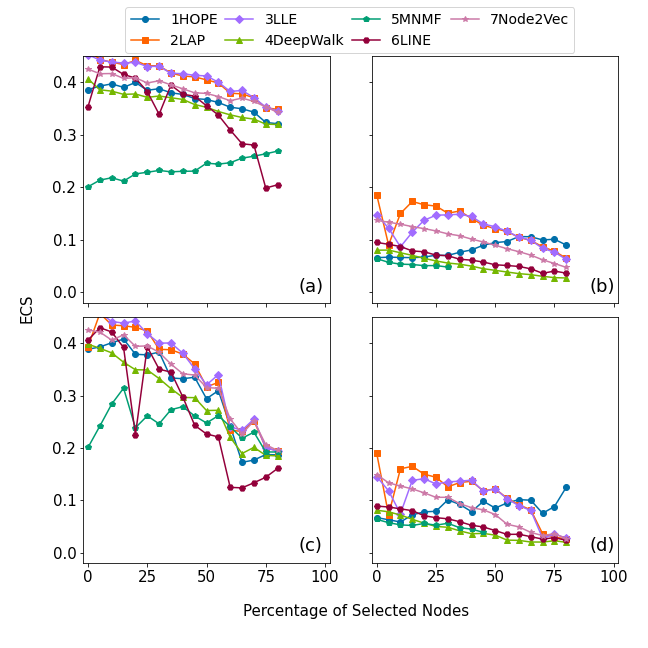 1HOPE 3LLE 5MNMF 7Node2Vec
2LAP 4DeepWalk 6LINE
0.4
0.3
0.2
0.1
0.0
(a)
(b)
ECS
0.4
0.3
0.2
0.1
0.0
(c)
(d)
0 25 50 75 100 0 25 50 75 100
Percentage of Selected Nodes